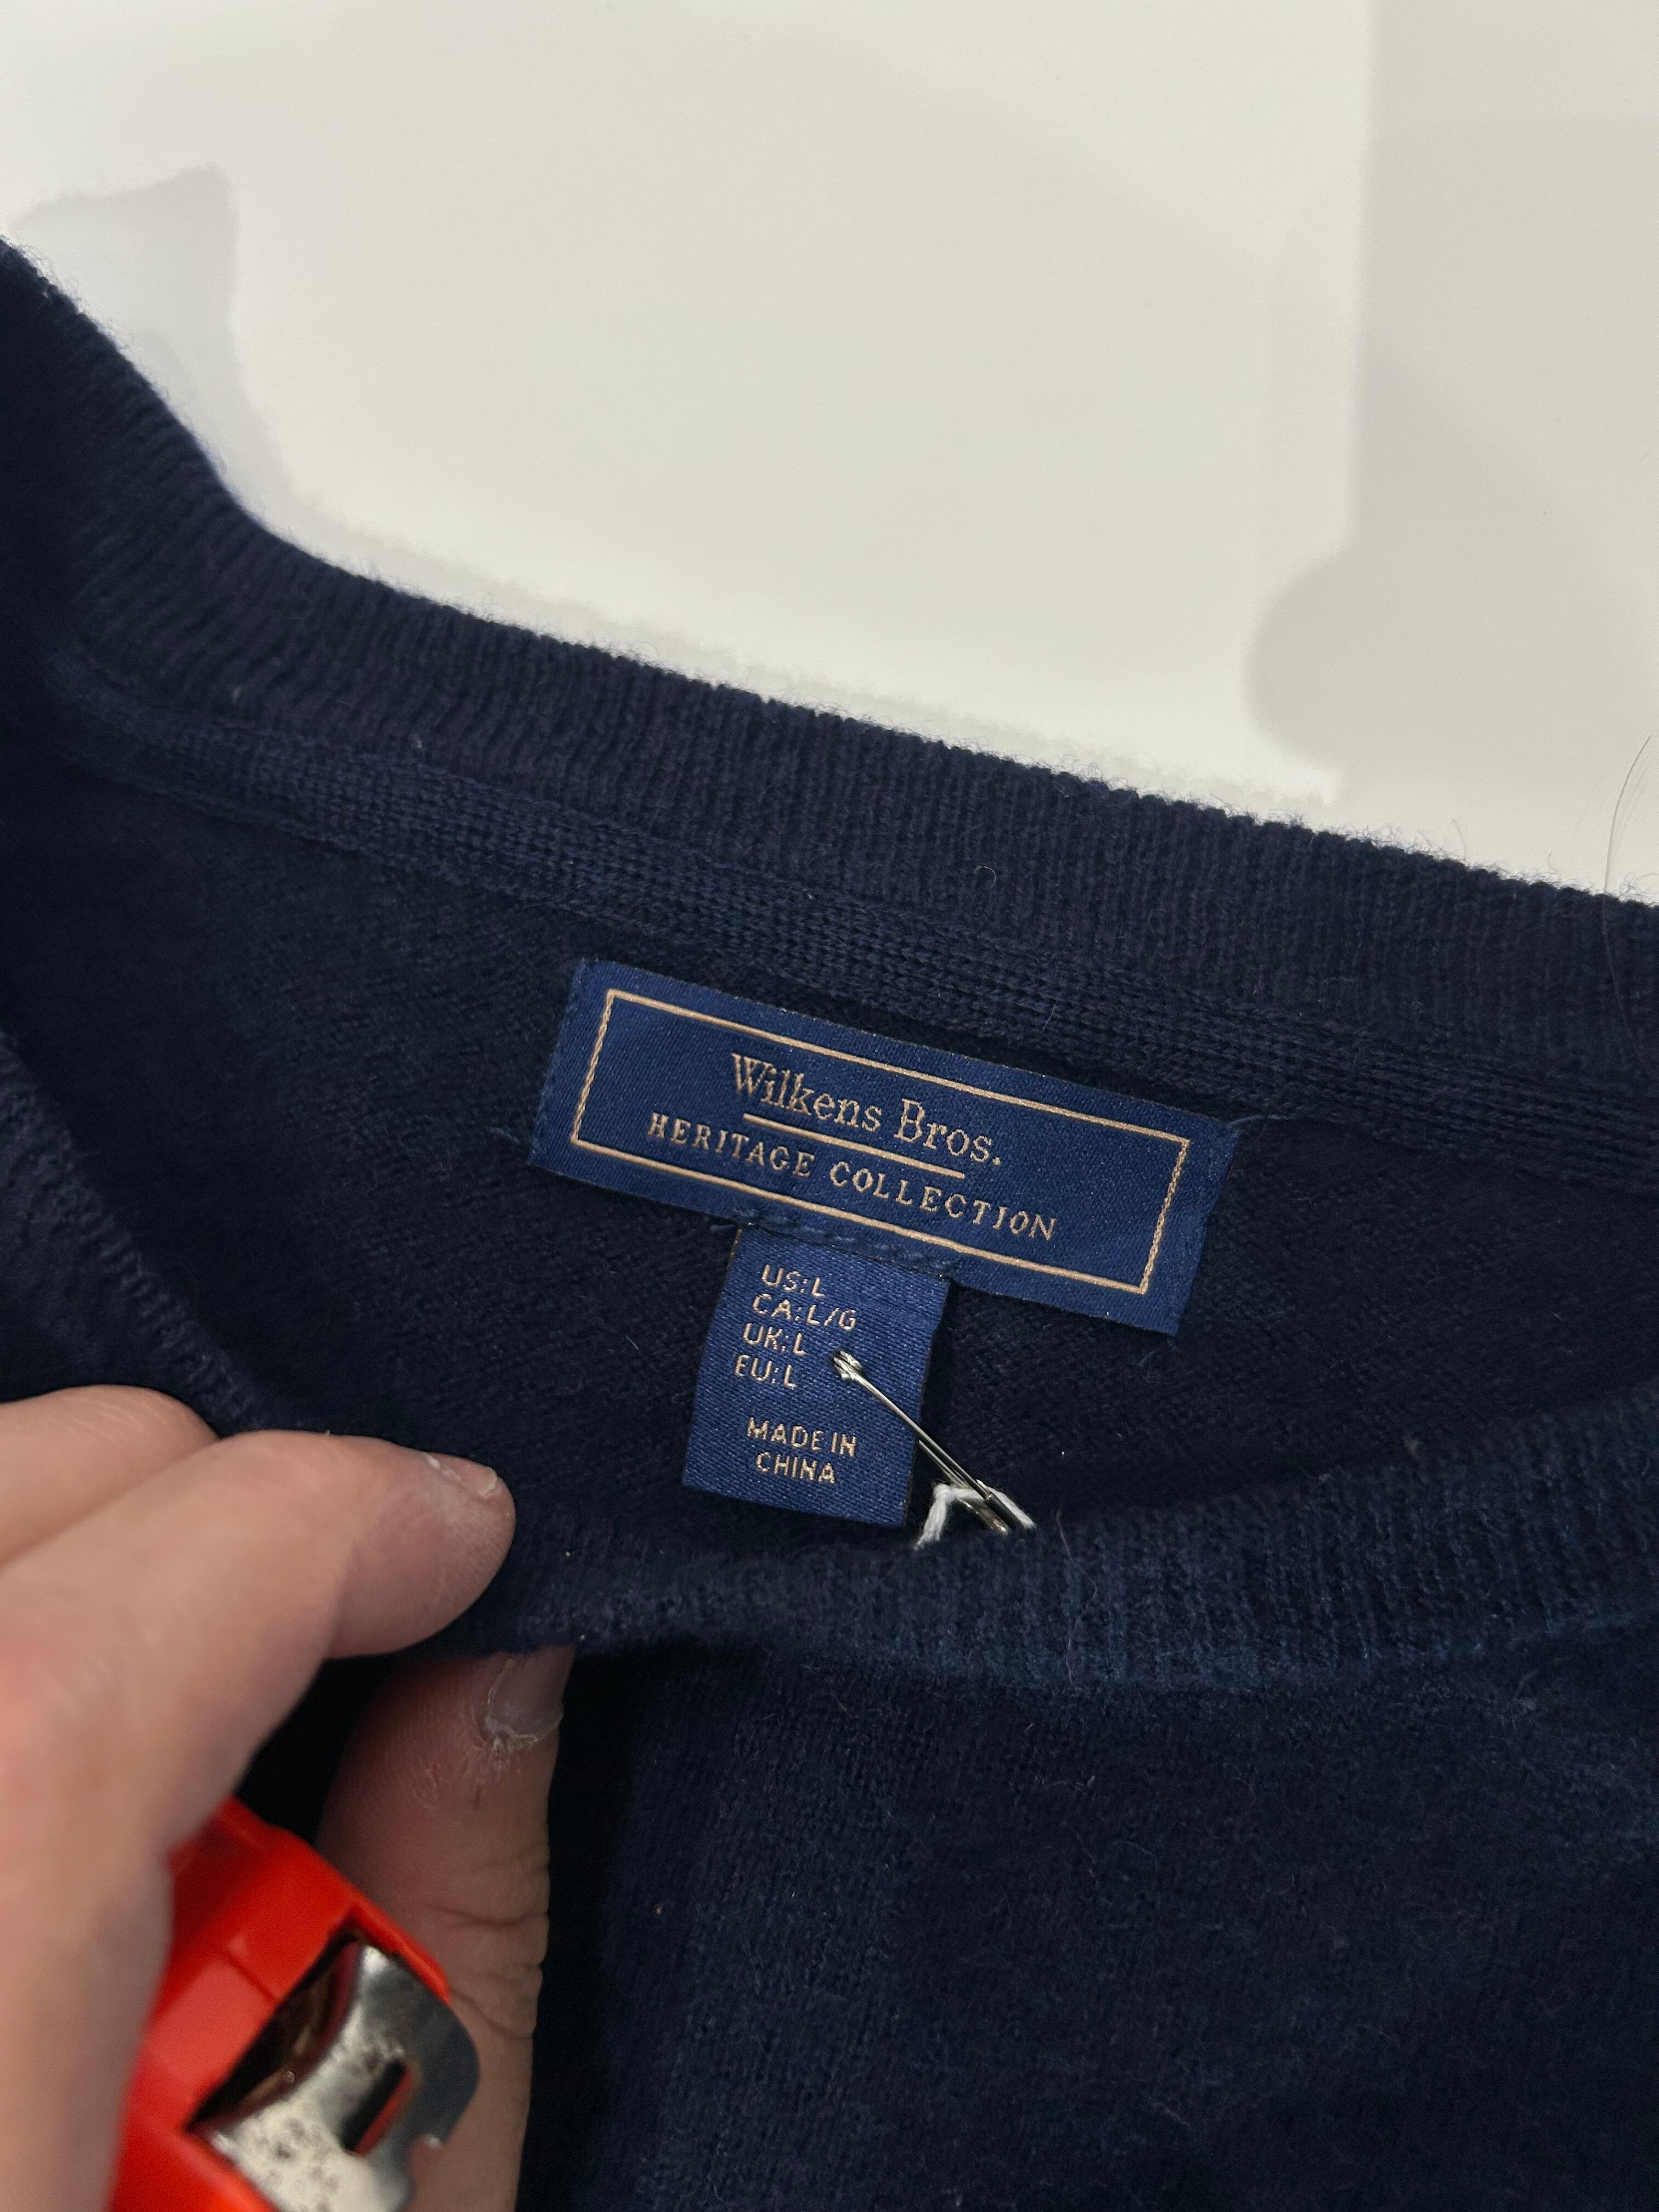 Wilkens Bros.
HERITAGE COLLECTION
US:L
CA:L/G
UK:L
EU:L
MADE IN
CHINA